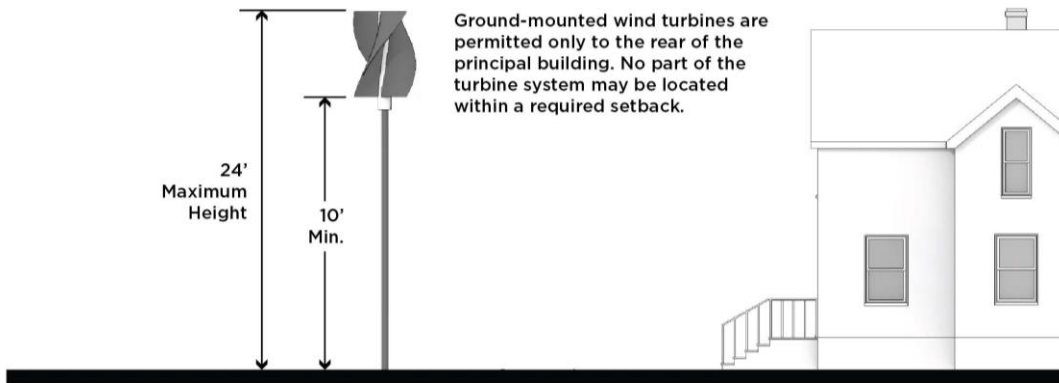 Ground-mounted wind turbines are
permitted only to the rear of the
principal building. No part of the
turbine system may be located
within a required setback.
24’
Maximum
Height
10’
Min.